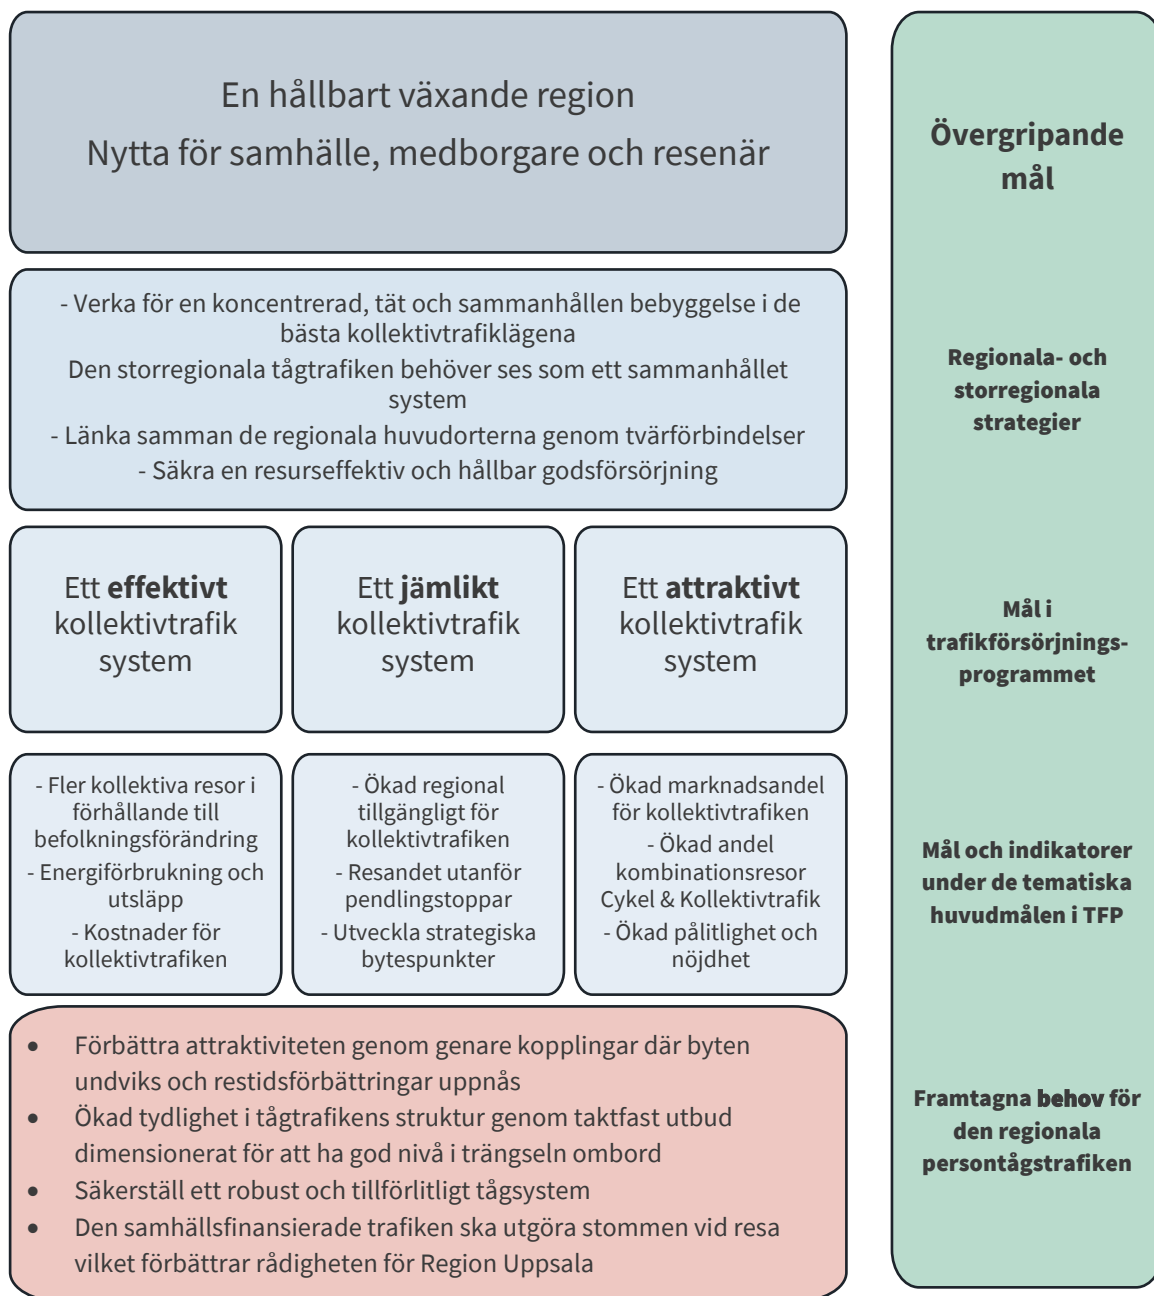 En hållbart växande region
Nytta för samhälle, medborgare och resenär
Övergripande
mål
- Verka för en koncentrerad, tät och sammanhållen bebyggelse i de
bästa kollektivtrafiklägena
Den storregionala tågtrafiken behöver ses som ett sammanhållet
system
- Länka samman de regionala huvudorterna genom tvärförbindelser
- Säkra en resurseffektiv och hållbar godsförsörjning
Regionala- och
storregionala
strategier
Ett effektivt
kollektivtrafik
system
Ett jämlikt
kollektivtrafik
system
Ett attraktivt
kollektivtrafik
system
Mål i
trafikförsörjnings-
programmet
- Fler kollektiva resor i
förhållande till
befolkningsförändring
- Energiförbrukning och
utsläpp
- Kostnader för
kollektivtrafiken
- Ökad regional
tillgängligt för
kollektivtrafiken
- Resandet utanför
pendlingstoppar
- Utveckla strategiska
bytespunkter
- Ökad marknadsandel
för kollektivtrafiken
- Ökad andel
kombinationsresor
Cykel & Kollektivtrafik
- Ökad pålitlighet och
nöjdhet
Mål och indikatorer
under de tematiska
huvudmålen i TFP
• Förbättra attraktiviteten genom genare kopplingar där byten
undviks och restidsförbättringar uppnås
• Ökad tydlighet i tågtrafikens struktur genom taktfast utbud
dimensionerat för att ha god nivå i trängseln ombord
• Säkerställ ett robust och tillförlitligt tågsystem
• Den samhällsfinansierade trafiken ska utgöra stommen vid resa
vilket förbättrar rådigheten för Region Uppsala
Framtagna behov för
den regionala
persontågstrafiken